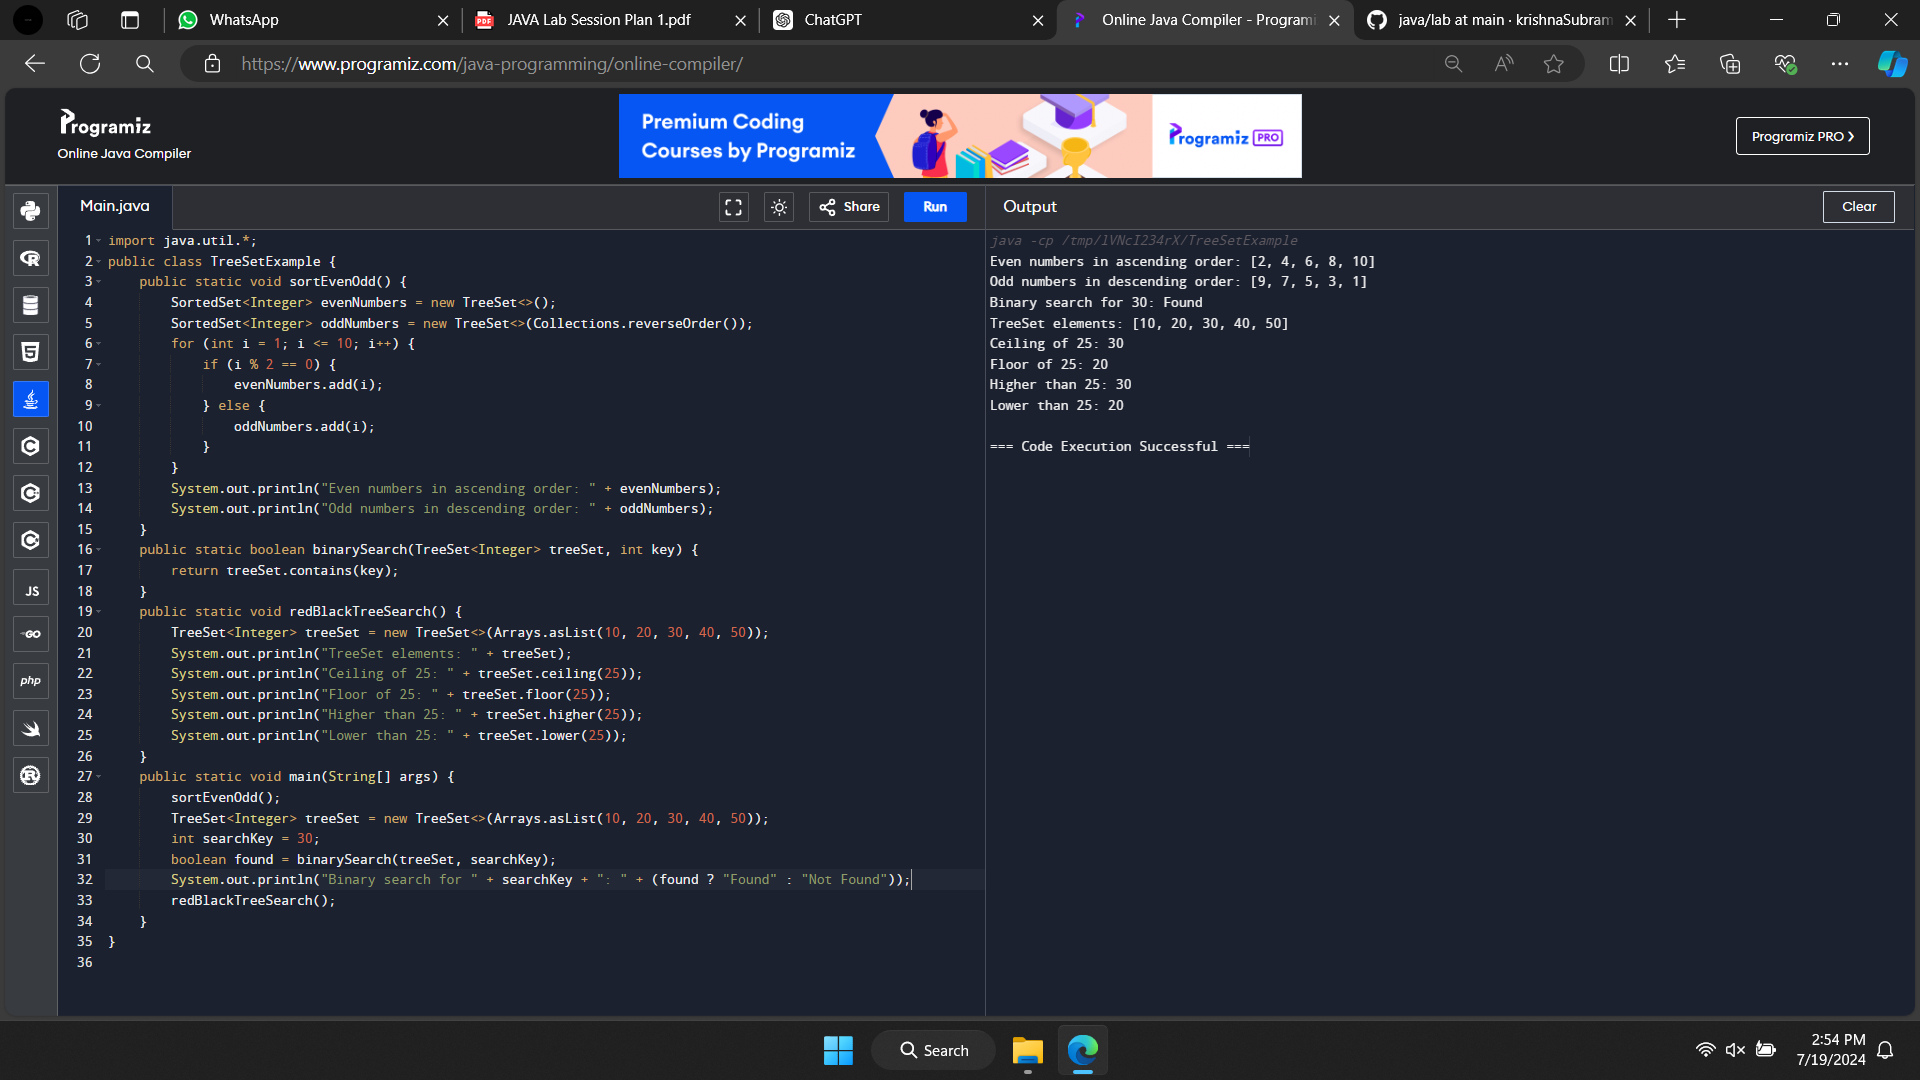 WhatsApp
PDF
JAVA Lab Session Plan 1.pdf
ChatGPT
Online Java Compiler - Programi
java/lab at main · krishnaSubram
https://www.programiz.com/java-programming/online-compiler/
Programiz
Online Java Compiler
Premium Coding
Courses by Programiz
Programiz PRO
Programiz PRO
Main.java
Share
Run
Output
Clear
1 import java.util.*;
2 public class TreeSetExample {
3     public static void sortEvenOdd() {
4         SortedSet<Integer> evenNumbers = new TreeSet<>();
5         SortedSet<Integer> oddNumbers = new TreeSet<>(Collections.reverseOrder());
6         for (int i = 1; i <= 10; i++) {
7             if (i % 2 == 0) {
8                 evenNumbers.add(i);
9             } else {
10                 oddNumbers.add(i);
11             }
12         }
13         System.out.println("Even numbers in ascending order: " + evenNumbers);
14         System.out.println("Odd numbers in descending order: " + oddNumbers);
15     }
16     public static boolean binarySearch(TreeSet<Integer> treeSet, int key) {
17         return treeSet.contains(key);
18     }
19     public static void redBlackTreeSearch() {
20         TreeSet<Integer> treeSet = new TreeSet<>(Arrays.asList(10, 20, 30, 40, 50));
21         System.out.println("TreeSet elements: " + treeSet);
22         System.out.println("Ceiling of 25: " + treeSet.ceiling(25));
23         System.out.println("Floor of 25: " + treeSet.floor(25));
24         System.out.println("Higher than 25: " + treeSet.higher(25));
25         System.out.println("Lower than 25: " + treeSet.lower(25));
26     }
27     public static void main(String[] args) {
28         sortEvenOdd();
29         TreeSet<Integer> treeSet = new TreeSet<>(Arrays.asList(10, 20, 30, 40, 50));
30         int searchKey = 30;
31         boolean found = binarySearch(treeSet, searchKey);
32         System.out.println("Binary search for " + searchKey + ": " + (found ? "Found" : "Not Found"));
33         redBlackTreeSearch();
34     }
35 }
36
java -cp /tmp/lVNcI234rX/TreeSetExample
Even numbers in ascending order: [2, 4, 6, 8, 10]
Odd numbers in descending order: [9, 7, 5, 3, 1]
Binary search for 30: Found
TreeSet elements: [10, 20, 30, 40, 50]
Ceiling of 25: 30
Floor of 25: 20
Higher than 25: 30
Lower than 25: 20
=== Code Execution Successful ===
JS
GO
php
Search
2:54 PM
7/19/2024